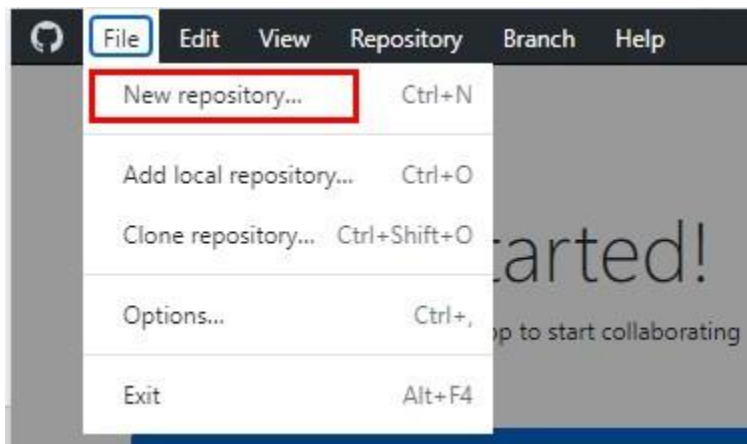 File Edit View Repository Branch Help
New repository... Ctrl+N
Add local repository... Ctrl+O
Clone repository... Ctrl+Shift+O
arted!
Options... Ctrl+,
to start collaborating
Exit Alt+F4